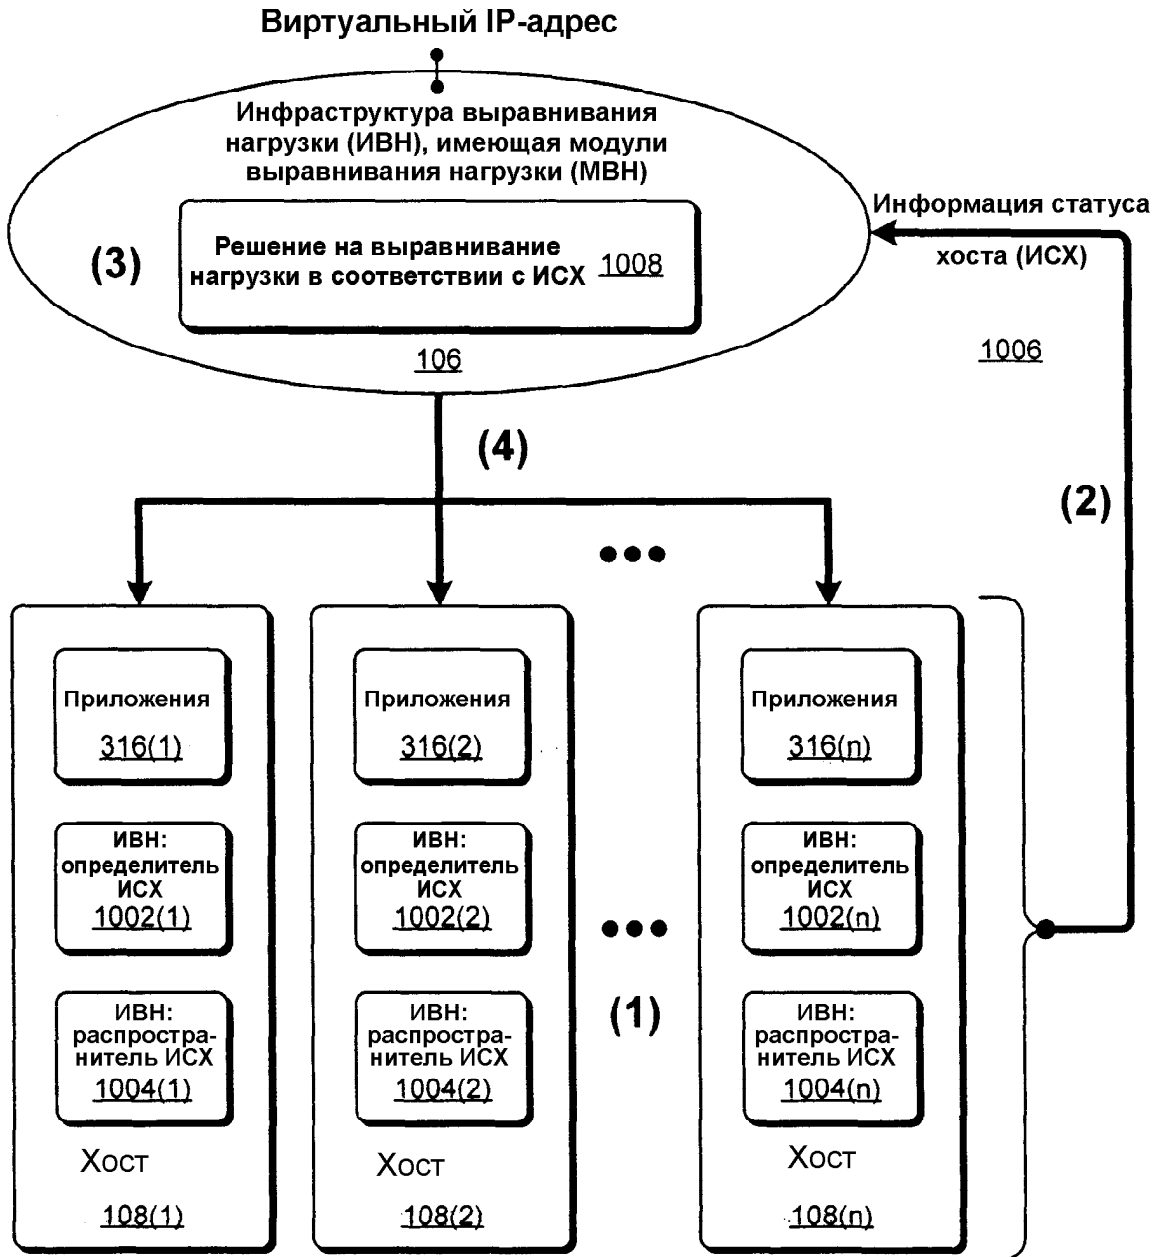 Виртуальный IP-адрес
Инфраструктура выравнивания
нагрузки (ИВН), имеющая модули
выравнивания нагрузки (МВН)
Информация статуса
хоста (ИСХ)
(3)
Решение на выравнивание
нагрузки в соответствии с ИСХ 1008
106
1006
(4)
(2)
Приложения
316(1)
Приложения
316(2)
Приложения
316(n)
ИВН:
определитель
ИСХ
1002(1)
ИВН:
определитель
ИСХ
1002(2)
ИВН:
определитель
ИСХ
1002(n)
(1)
ИВН:
распростра-
нитель ИСХ
1004(1)
ИВН:
распростра-
нитель ИСХ
1004(2)
ИВН:
распростра-
нитель ИСХ
1004(n)
Хост
108(1)
Хост
108(2)
Хост
108(n)